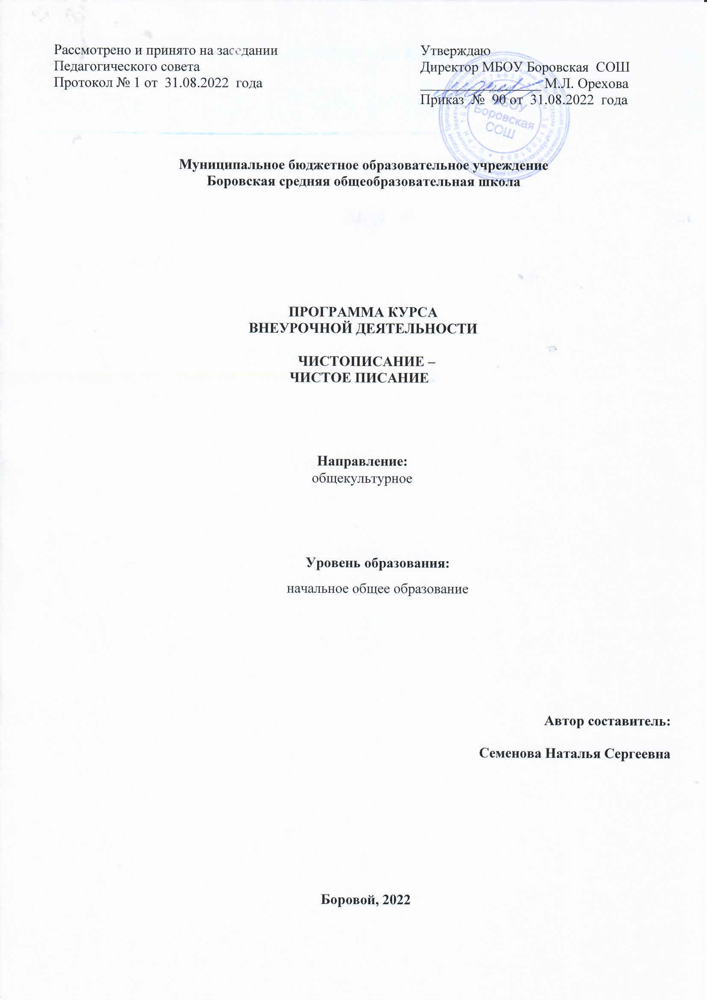 Рассмотрено и принято на заседании
Педагогического совета
Протокол № 1 от 31.08.2022 года
Утверждаю
Директор МБОУ Боровская СОШ
__________________ М.Л. Орехова
Приказ № 90 от 31.08.2022 года
МБОУ
Боровская
СОШ
Муниципальное бюджетное образовательное учреждение
Боровская средняя общеобразовательная школа
ПРОГРАММА КУРСА
ВНЕУРОЧНОЙ ДЕЯТЕЛЬНОСТИ
ЧИСТОПИСАНИЕ –
ЧИСТОЕ ПИСАНИЕ
Направление:
общекультурное
Уровень образования:
начальное общее образование
Автор составитель:
Семенова Наталья Сергеевна
Боровой, 2022